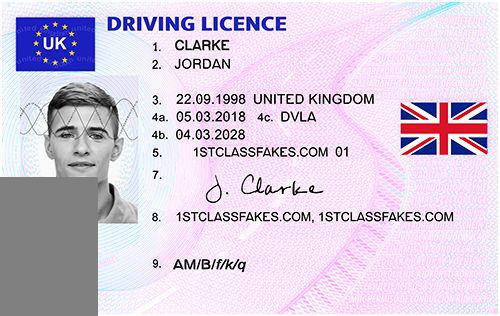 UK
DRIVING LICENCE
1. CLARKE
2. JORDAN
3. 22.09.1998 UNITED KINGDOM
4a. 05.03.2018 4c. DVLA
4b. 04.03.2028
5. 1STCLASSFAKES.COM 01
7. J. Clarke
8. 1STCLASSFAKES.COM, 1STCLASSFAKES.COM
9. AM/B/f/k/q